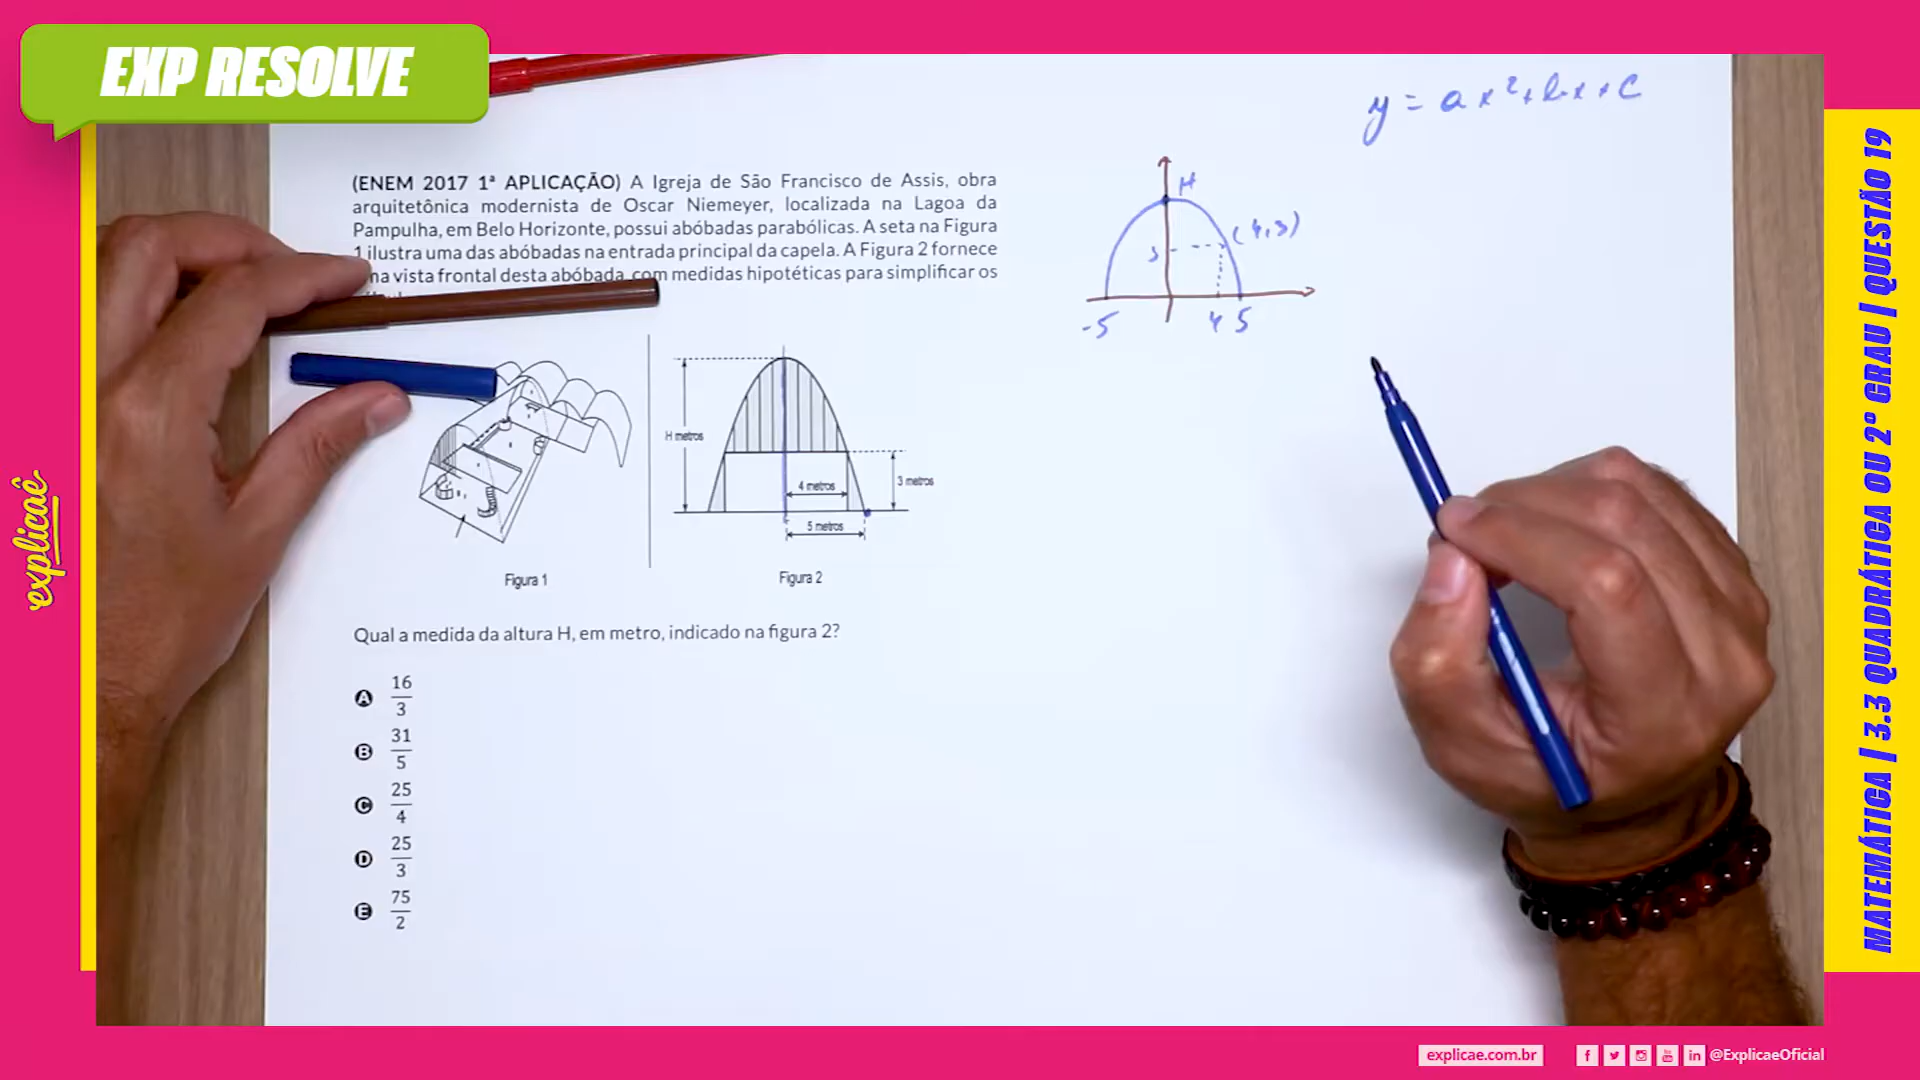 EXP RESOLVE
y = ax²+bx+c
(ENEM 2017 1ª APLICAÇÃO) A Igreja de São Francisco de Assis, obra
arquitetônica modernista de Oscar Niemeyer, localizada na Lagoa da
Pampulha, em Belo Horizonte, possui abóbadas parabólicas. A seta na Figura
1 ilustra uma das abóbadas na entrada principal da capela. A Figura 2 fornece
vista frontal desta abóbada, com medidas hipotéticas para simplificar os
H
(4,3)
3
-5 4 5
H metros
4 metros
3 metros
5 metros
Figura 1
Figura 2
Qual a medida da altura H, em metro, indicado na figura 2?
A 16/3
B 31/5
C 25/4
D 25/3
E 75/2
explicaê
MATEMÁTICA | 3.3 QUADRÁTICA OU 2° GRAU | QUESTÃO 19
explicae.com.br
@ExplicaeOficial